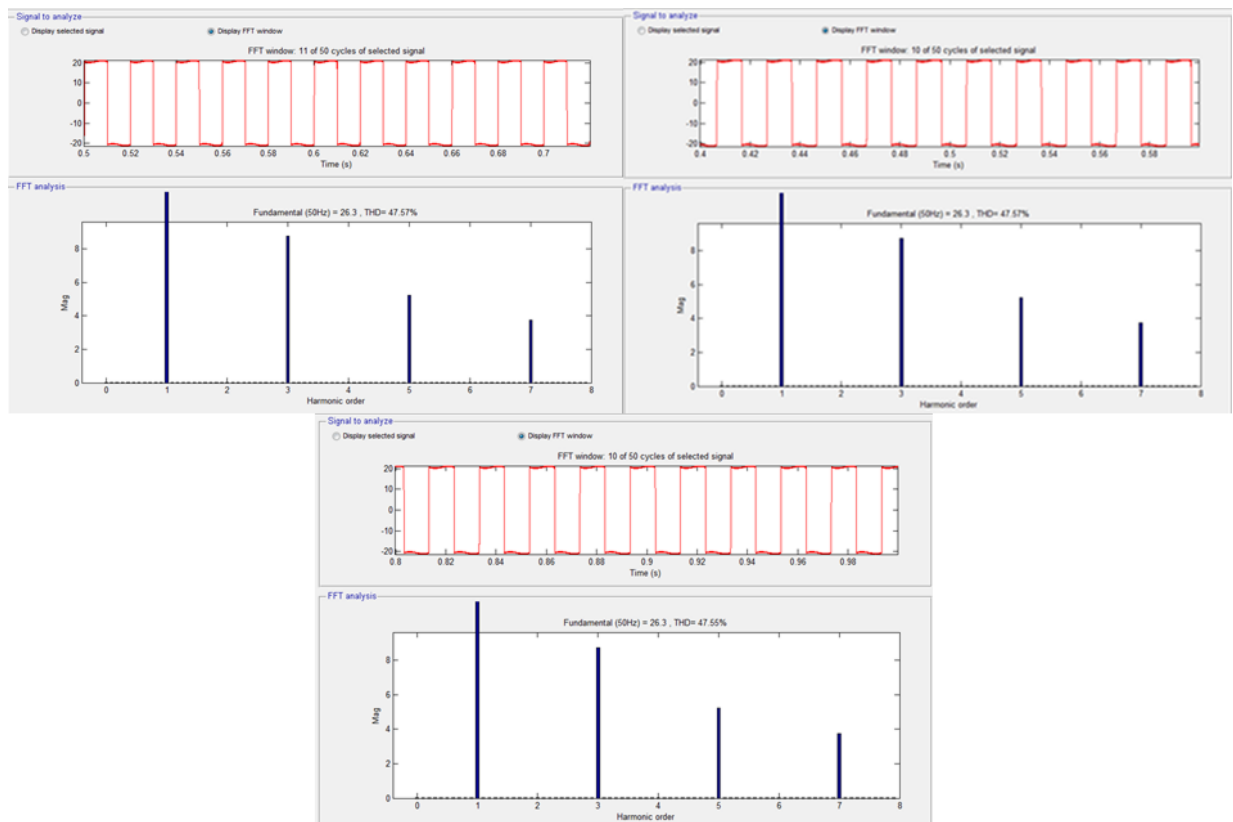 Signal to analyze
Display selected signal Display FFT window
FFT window: 11 of 50 cycles of selected signal
20
10
0
-10
-20
0.5 0.52 0.54 0.56 0.58 0.6 0.62 0.64 0.66 0.68 0.7
Time (s)
FFT analysis
Fundamental (50Hz) = 26.3 , THD= 47.57%
8
6
4
2
0
Mag
0 1 2 3 4 5 6 7 8
Harmonic order
Signal to analyze
Display selected signal Display FFT window
FFT window: 10 of 50 cycles of selected signal
20
10
0
-10
-20
0.4 0.42 0.44 0.46 0.48 0.5 0.52 0.54 0.56 0.58
Time (s)
FFT analysis
Fundamental (50Hz) = 26.3 , THD= 47.57%
8
6
4
2
0
Mag
0 1 2 3 4 5 6 7 8
Harmonic order
Signal to analyze
Display selected signal Display FFT window
FFT window: 10 of 50 cycles of selected signal
20
10
0
-10
-20
0.8 0.82 0.84 0.86 0.88 0.9 0.92 0.94 0.96 0.98
Time (s)
FFT analysis
Fundamental (50Hz) = 26.3 , THD= 47.55%
8
6
4
2
0
Mag
0 1 2 3 4 5 6 7 8
Harmonic order